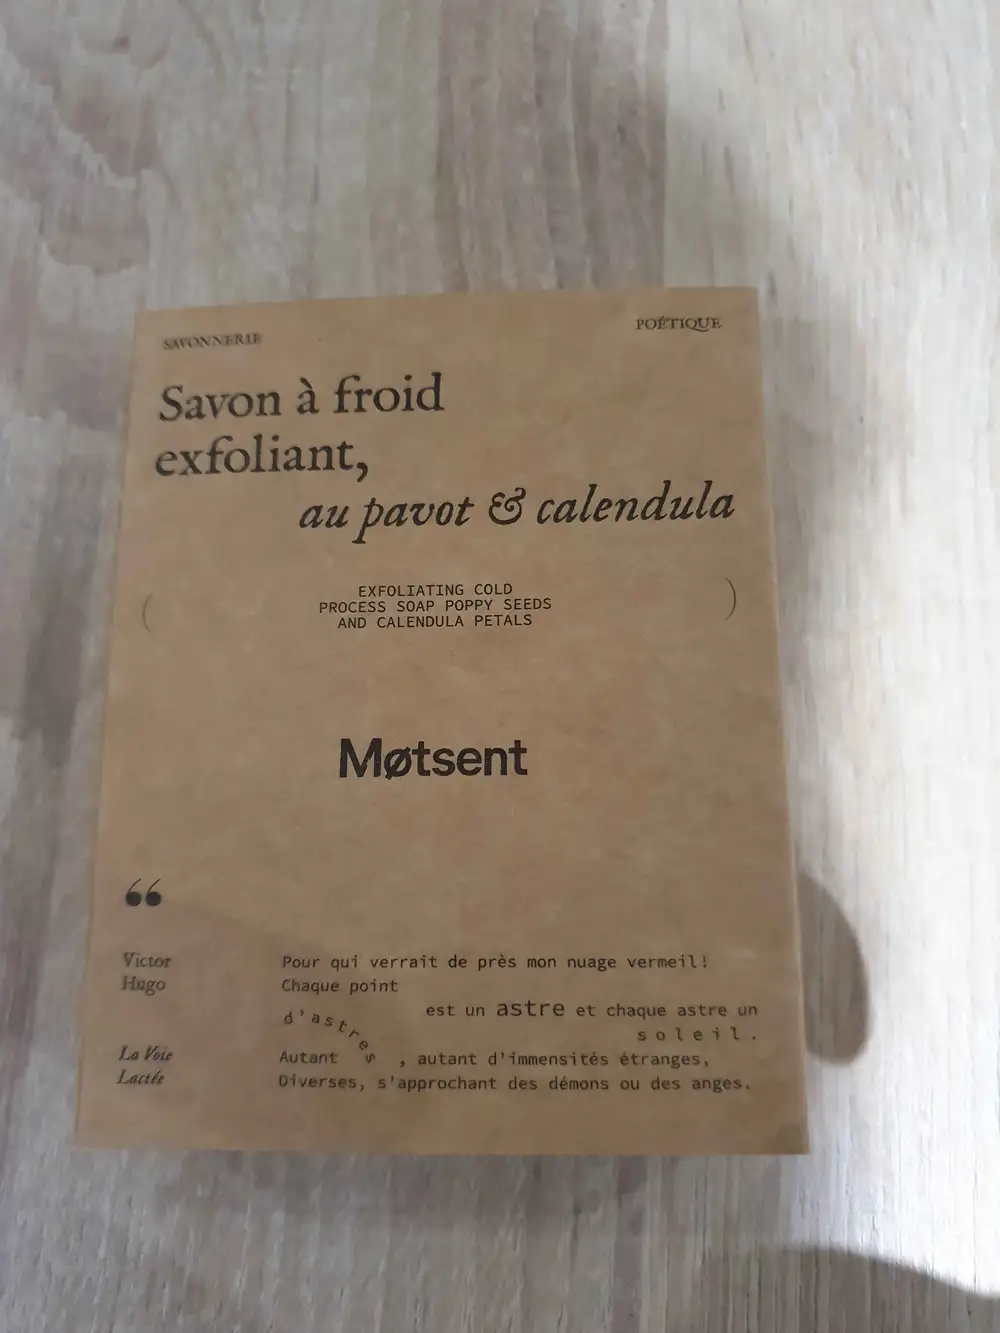 SAVONNERIE
POÉTIQUE
Savon à froid
exfoliant,
au pavot & calendula
( EXFOLIATING COLD
PROCESS SOAP POPPY SEEDS
AND CALENDULA PETALS )
Møtsent
“
Victor
Hugo
La Voie
Lactée
Pour qui verrait de près mon nuage vermeil!
Chaque point
est un astre et chaque astre un
soleil.
Autant d'astres, autant d'immensités étranges,
Diverses, s'approchant des démons ou des anges.